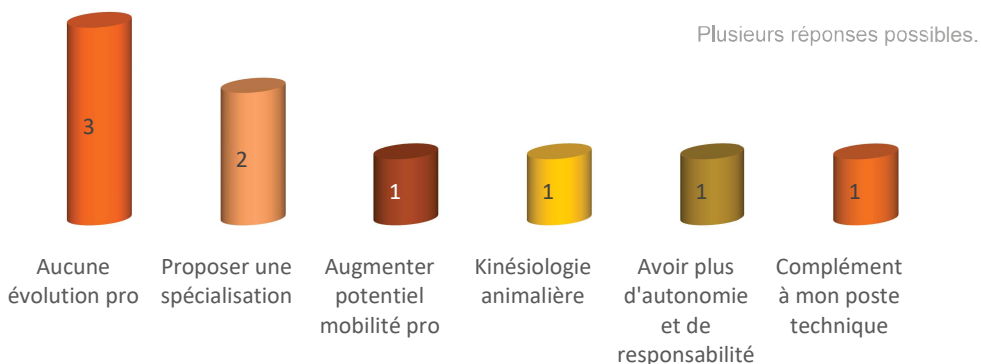 Plusieurs réponses possibles.
3
2
1
1
1
1
Aucune
évolution pro
Proposer une
spécialisation
Augmenter
potentiel
mobilité pro
Kinésiologie
animalière
Avoir plus
d'autonomie
et de
responsabilité
Complément
à mon poste
technique